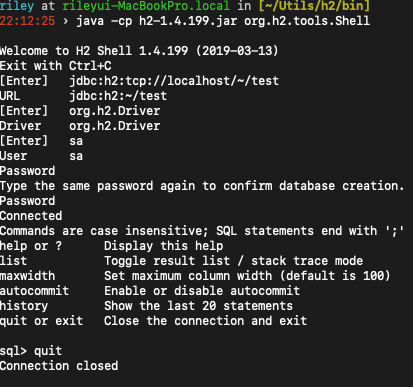 riley at rileyui-MacBookPro.local in [~/Utils/h2/bin]
22:12:25 › java -cp h2-1.4.199.jar org.h2.tools.Shell
Welcome to H2 Shell 1.4.199 (2019-03-13)
Exit with Ctrl+C
[Enter]   jdbc:h2:tcp://localhost/~/test
URL       jdbc:h2:~/test
[Enter]   org.h2.Driver
Driver    org.h2.Driver
[Enter]   sa
User      sa
Password
Type the same password again to confirm database creation.
Password
Connected
Commands are case insensitive; SQL statements end with ';'
help or ?      Display this help
list           Toggle result list / stack trace mode
maxwidth       Set maximum column width (default is 100)
autocommit     Enable or disable autocommit
history        Show the last 20 statements
quit or exit   Close the connection and exit
sql> quit
Connection closed